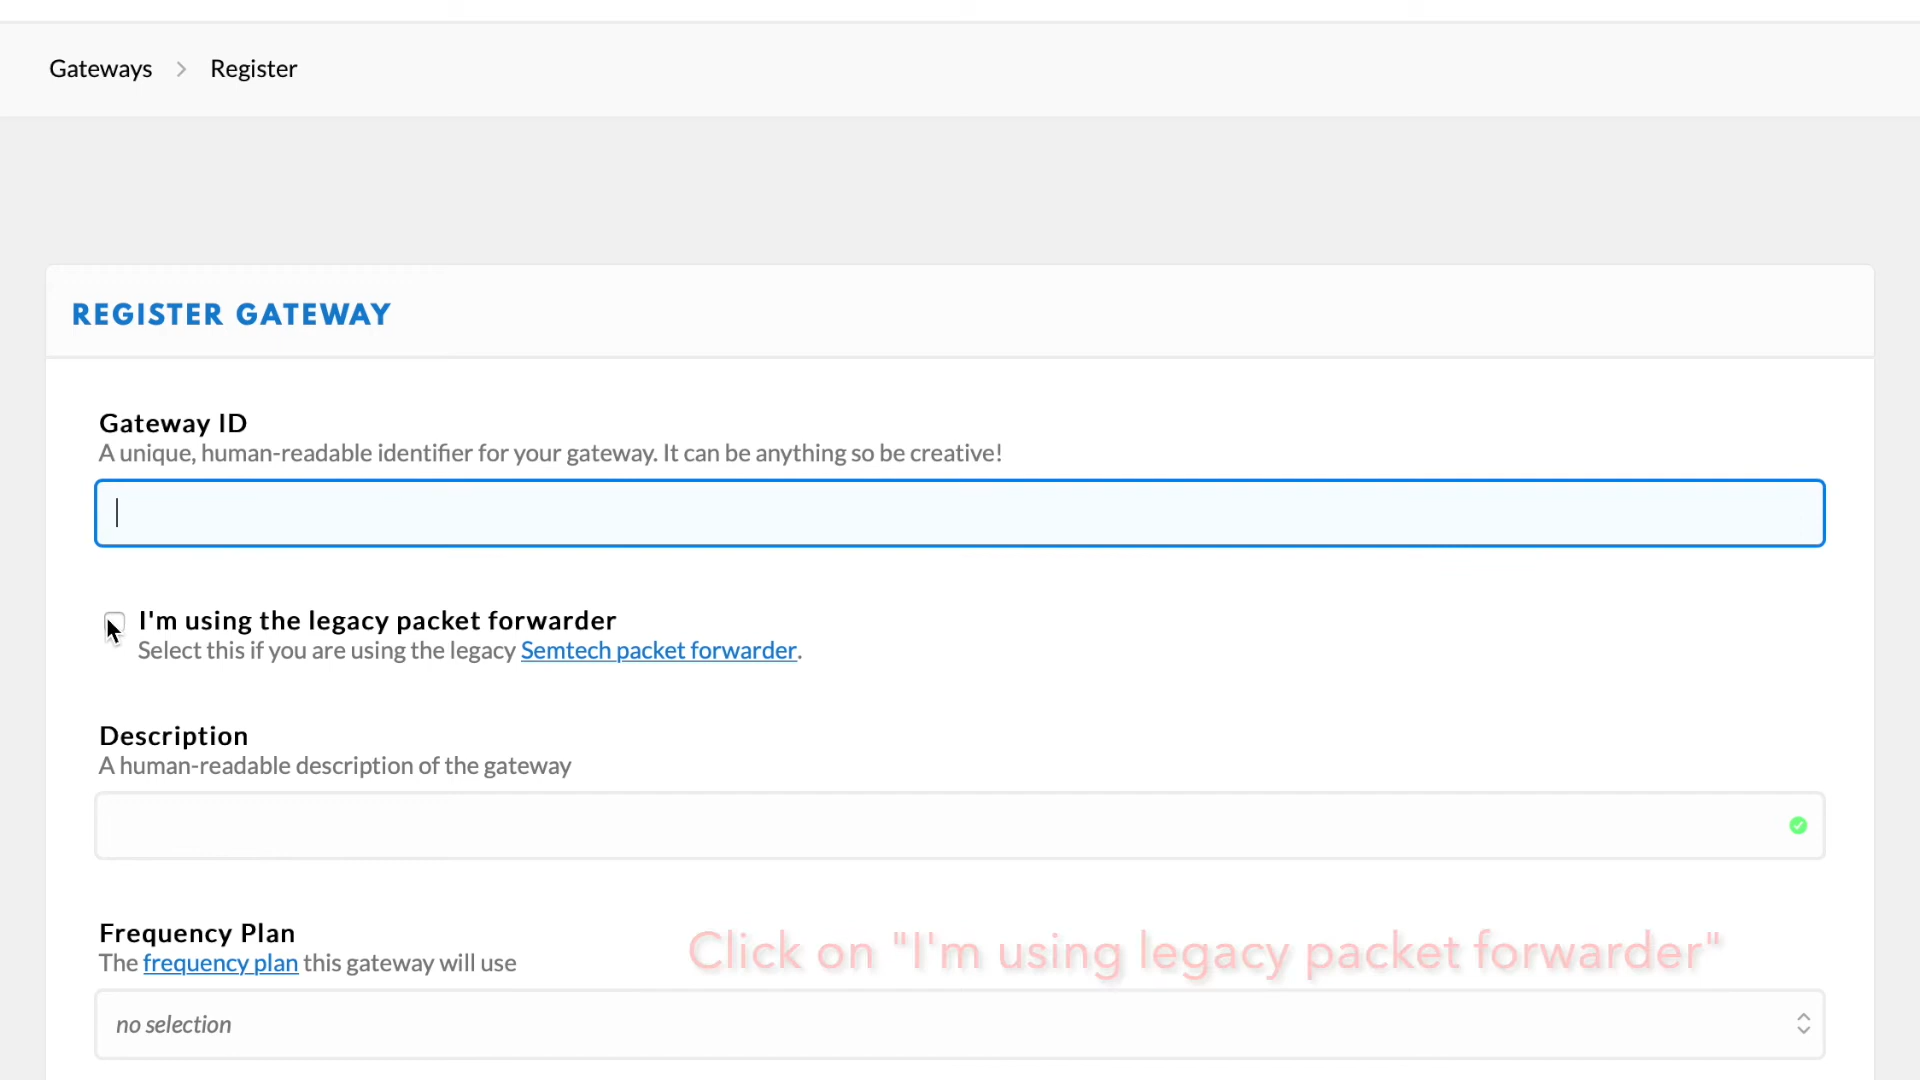 Gateways > Register
REGISTER GATEWAY
Gateway ID
A unique, human-readable identifier for your gateway. It can be anything so be creative!
I'm using the legacy packet forwarder
Select this if you are using the legacy Semtech packet forwarder.
Description
A human-readable description of the gateway
Frequency Plan
The frequency plan this gateway will use
Click on "I'm using legacy packet forwarder"
no selection